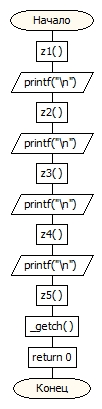 Начало
z1()
printf("\n")
z2()
printf("\n")
z3()
printf("\n")
z4()
printf("\n")
z5()
_getch()
return 0
Конец